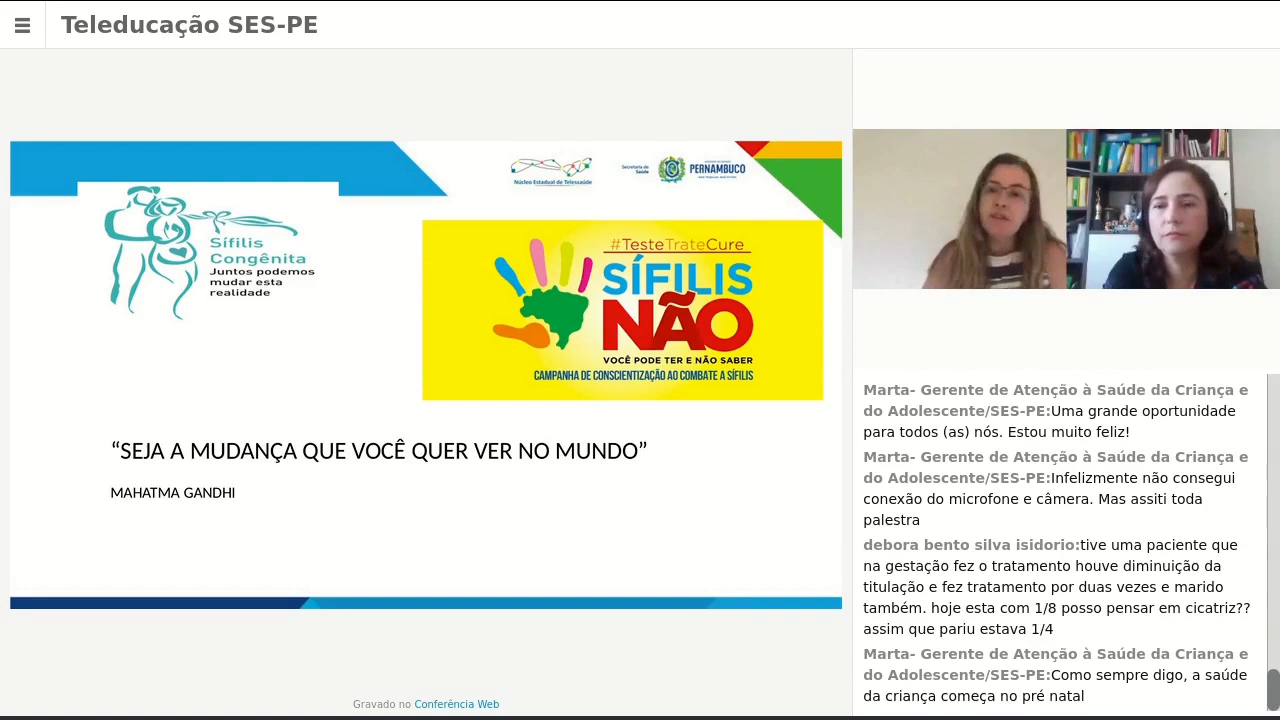 Teleducação SES-PE
Núcleo Estadual de Telessaúde
Secretaria de
Saúde
PERNAMBUCO
Sífilis
Congênita
Juntos podemos
mudar esta
realidade
#TesteTrateCure
SÍFILIS
NÃO
VOCÊ PODE TER E NÃO SABER
CAMPANHA DE CONSCIENTIZAÇÃO AO COMBATE A SÍFILIS
“SEJA A MUDANÇA QUE VOCÊ QUER VER NO MUNDO”
MAHATMA GANDHI
Gravado no Conferência Web
Marta- Gerente de Atenção à Saúde da Criança e
do Adolescente/SES-PE:Uma grande oportunidade
para todos (as) nós. Estou muito feliz!
Marta- Gerente de Atenção à Saúde da Criança e
do Adolescente/SES-PE:Infelizmente não consegui
conexão do microfone e câmera. Mas assiti toda
palestra
debora bento silva isidorio:tive uma paciente que
na gestação fez o tratamento houve diminuição da
titulação e fez tratamento por duas vezes e marido
também. hoje esta com 1/8 posso pensar em cicatriz??
assim que pariu estava 1/4
Marta- Gerente de Atenção à Saúde da Criança e
do Adolescente/SES-PE:Como sempre digo, a saúde
da criança começa no pré natal